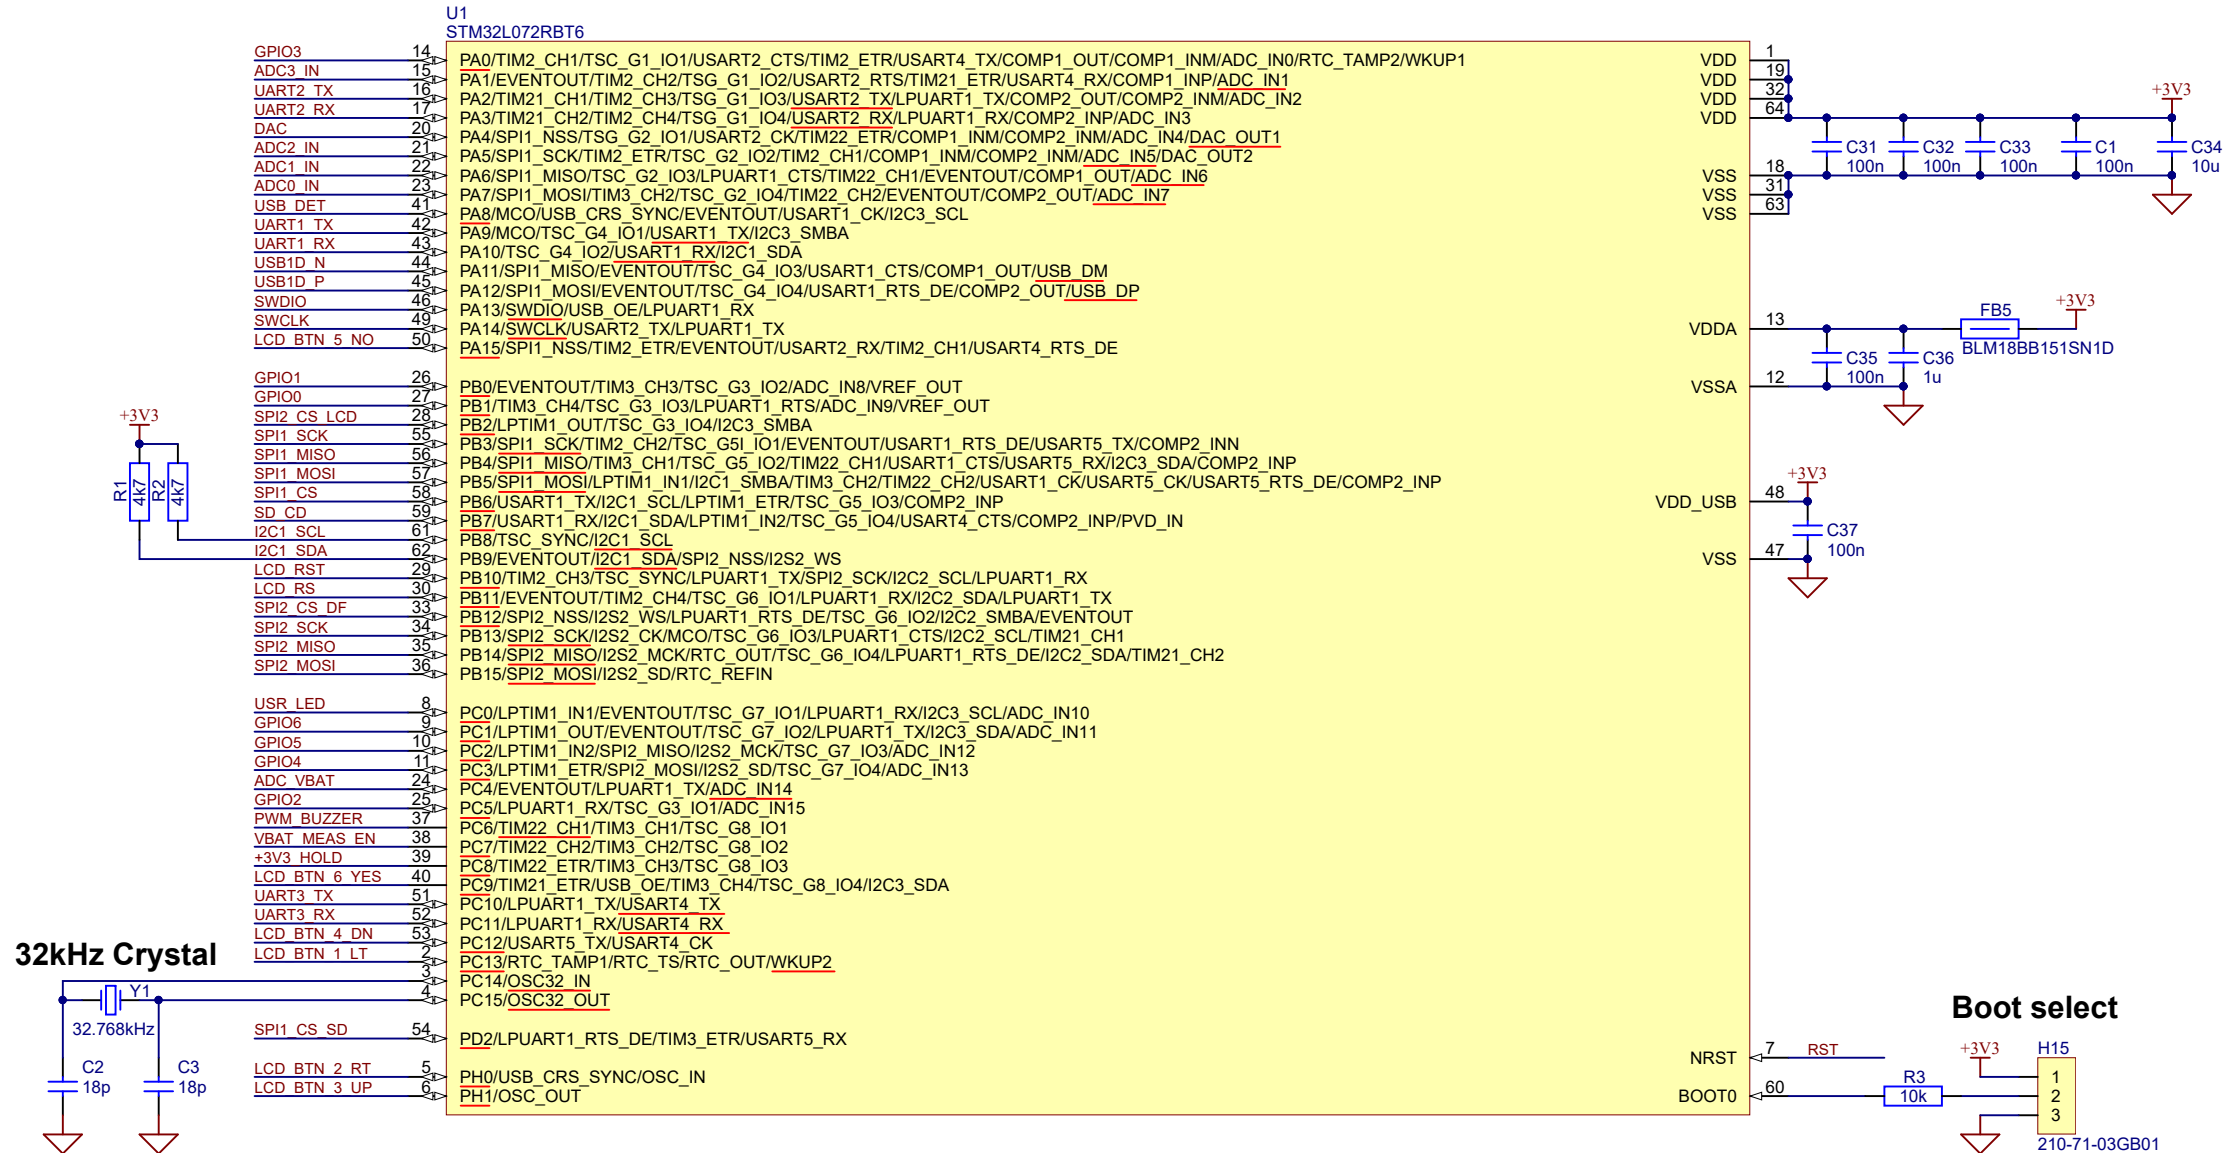 U1
STM32L072RBT6
GPIO3 14 PA0/TIM2_CH1/TSC_G1_IO1/USART2_CTS/TIM2_ETR/USART4_TX/COMP1_OUT/COMP1_INM/ADC_IN0/RTC_TAMP2/WKUP1
ADC3_IN 15 PA1/EVENTOUT/TIM2_CH2/TSG_G1_IO2/USART2_RTS/TIM21_ETR/USART4_RX/COMP1_INP/ADC_IN1
UART2_TX 16 PA2/TIM21_CH1/TIM2_CH3/TSG_G1_IO3/USART2_TX/LPUART1_TX/COMP2_OUT/COMP2_INM/ADC_IN2
UART2_RX 17 PA3/TIM21_CH2/TIM2_CH4/TSG_G1_IO4/USART2_RX/LPUART1_RX/COMP2_INP/ADC_IN3
DAC 20 PA4/SPI1_NSS/TSG_G2_IO1/USART2_CK/TIM22_ETR/COMP1_INM/COMP2_INM/ADC_IN4/DAC_OUT1
ADC2_IN 21 PA5/SPI1_SCK/TIM2_ETR/TSC_G2_IO2/TIM2_CH1/COMP1_INM/COMP2_INM/ADC_IN5/DAC_OUT2
ADC1_IN 22 PA6/SPI1_MISO/TSC_G2_IO3/LPUART1_CTS/TIM22_CH1/EVENTOUT/COMP1_OUT/ADC_IN6
ADC0_IN 23 PA7/SPI1_MOSI/TIM3_CH2/TSC_G2_IO4/TIM22_CH2/EVENTOUT/COMP2_OUT/ADC_IN7
USB_DET 41 PA8/MCO/USB_CRS_SYNC/EVENTOUT/USART1_CK/I2C3_SCL
UART1_TX 42 PA9/MCO/TSC_G4_IO1/USART1_TX/I2C3_SMBA
UART1_RX 43 PA10/TSC_G4_IO2/USART1_RX/I2C1_SDA
USB1D_N 44 PA11/SPI1_MISO/EVENTOUT/TSC_G4_IO3/USART1_CTS/COMP1_OUT/USB_DM
USB1D_P 45 PA12/SPI1_MOSI/EVENTOUT/TSC_G4_IO4/USART1_RTS_DE/COMP2_OUT/USB_DP
SWDIO 46 PA13/SWDIO/USB_OE/LPUART1_RX
SWCLK 49 PA14/SWCLK/USART2_TX/LPUART1_TX
LCD_BTN_5_NO 50 PA15/SPI1_NSS/TIM2_ETR/EVENTOUT/USART2_RX/TIM2_CH1/USART4_RTS_DE
GPIO1 26 PB0/EVENTOUT/TIM3_CH3/TSC_G3_IO2/ADC_IN8/VREF_OUT
GPIO0 27 PB1/TIM3_CH4/TSC_G3_IO3/LPUART1_RTS/ADC_IN9/VREF_OUT
SPI2_CS_LCD 28 PB2/LPTIM1_OUT/TSC_G3_IO4/I2C3_SMBA
SPI1_SCK 55 PB3/SPI1_SCK/TIM2_CH2/TSC_G5I_IO1/EVENTOUT/USART1_RTS_DE/USART5_TX/COMP2_INN
SPI1_MISO 56 PB4/SPI1_MISO/TIM3_CH1/TSC_G5_IO2/TIM22_CH1/USART1_CTS/USART5_RX/I2C3_SDA/COMP2_INP
SPI1_MOSI 57 PB5/SPI1_MOSI/LPTIM1_IN1/I2C1_SMBA/TIM3_CH2/TIM22_CH2/USART1_CK/USART5_CK/USART5_RTS_DE/COMP2_INP
SPI1_CS 58 PB6/USART1_TX/I2C1_SCL/LPTIM1_ETR/TSC_G5_IO3/COMP2_INP
SD_CD 59 PB7/USART1_RX/I2C1_SDA/LPTIM1_IN2/TSC_G5_IO4/USART4_CTS/COMP2_INP/PVD_IN
I2C1_SCL 61 PB8/TSC_SYNC/I2C1_SCL
I2C1_SDA 62 PB9/EVENTOUT/I2C1_SDA/SPI2_NSS/I2S2_WS
LCD_RST 29 PB10/TIM2_CH3/TSC_SYNC/LPUART1_TX/SPI2_SCK/I2C2_SCL/LPUART1_RX
LCD_RS 30 PB11/EVENTOUT/TIM2_CH4/TSC_G6_IO1/LPUART1_RX/I2C2_SDA/LPUART1_TX
SPI2_CS_DF 33 PB12/SPI2_NSS/I2S2_WS/LPUART1_RTS_DE/TSC_G6_IO2/I2C2_SMBA/EVENTOUT
SPI2_SCK 34 PB13/SPI2_SCK/I2S2_CK/MCO/TSC_G6_IO3/LPUART1_CTS/I2C2_SCL/TIM21_CH1
SPI2_MISO 35 PB14/SPI2_MISO/I2S2_MCK/RTC_OUT/TSC_G6_IO4/LPUART1_RTS_DE/I2C2_SDA/TIM21_CH2
SPI2_MOSI 36 PB15/SPI2_MOSI/I2S2_SD/RTC_REFIN
USR_LED 8 PC0/LPTIM1_IN1/EVENTOUT/TSC_G7_IO1/LPUART1_RX/I2C3_SCL/ADC_IN10
GPIO6 9 PC1/LPTIM1_OUT/EVENTOUT/TSC_G7_IO2/LPUART1_TX/I2C3_SDA/ADC_IN11
GPIO5 10 PC2/LPTIM1_IN2/SPI2_MISO/I2S2_MCK/TSC_G7_IO3/ADC_IN12
GPIO4 11 PC3/LPTIM1_ETR/SPI2_MOSI/I2S2_SD/TSC_G7_IO4/ADC_IN13
ADC_VBAT 24 PC4/EVENTOUT/LPUART1_TX/ADC_IN14
GPIO2 25 PC5/LPUART1_RX/TSC_G3_IO1/ADC_IN15
PWM_BUZZER 37 PC6/TIM22_CH1/TIM3_CH1/TSC_G8_IO1
VBAT_MEAS_EN 38 PC7/TIM22_CH2/TIM3_CH2/TSC_G8_IO2
+3V3_HOLD 39 PC8/TIM22_ETR/TIM3_CH3/TSC_G8_IO3
LCD_BTN_6_YES 40 PC9/TIM21_ETR/USB_OE/TIM3_CH4/TSC_G8_IO4/I2C3_SDA
UART3_TX 51 PC10/LPUART1_TX/USART4_TX
UART3_RX 52 PC11/LPUART1_RX/USART4_RX
LCD_BTN_4_DN 53 PC12/USART5_TX/USART4_CK
LCD_BTN_1_LT 2 PC13/RTC_TAMP1/RTC_TS/RTC_OUT/WKUP2
3 PC14/OSC32_IN
4 PC15/OSC32_OUT
SPI1_CS_SD 54 PD2/LPUART1_RTS_DE/TIM3_ETR/USART5_RX
LCD_BTN_2_RT 5 PH0/USB_CRS_SYNC/OSC_IN
LCD_BTN_3_UP 6 PH1/OSC_OUT
+3V3
R1 4k7
R2 4k7
32kHz Crystal
Y1
32.768kHz
C2 18p
C3 18p
VDD 1
VDD 19
VDD 32
VDD 64
+3V3
C31 100n
C32 100n
C33 100n
C1 100n
C34 10u
VSS 18
VSS 31
VSS 63
VDDA 13
FB5
+3V3
BLM18BB151SN1D
C35 100n
C36 1u
VSSA 12
+3V3
VDD_USB 48
C37 100n
VSS 47
Boot select
NRST 7 RST
BOOT0 60
R3
10k
+3V3
H15
1
2
3
210-71-03GB01